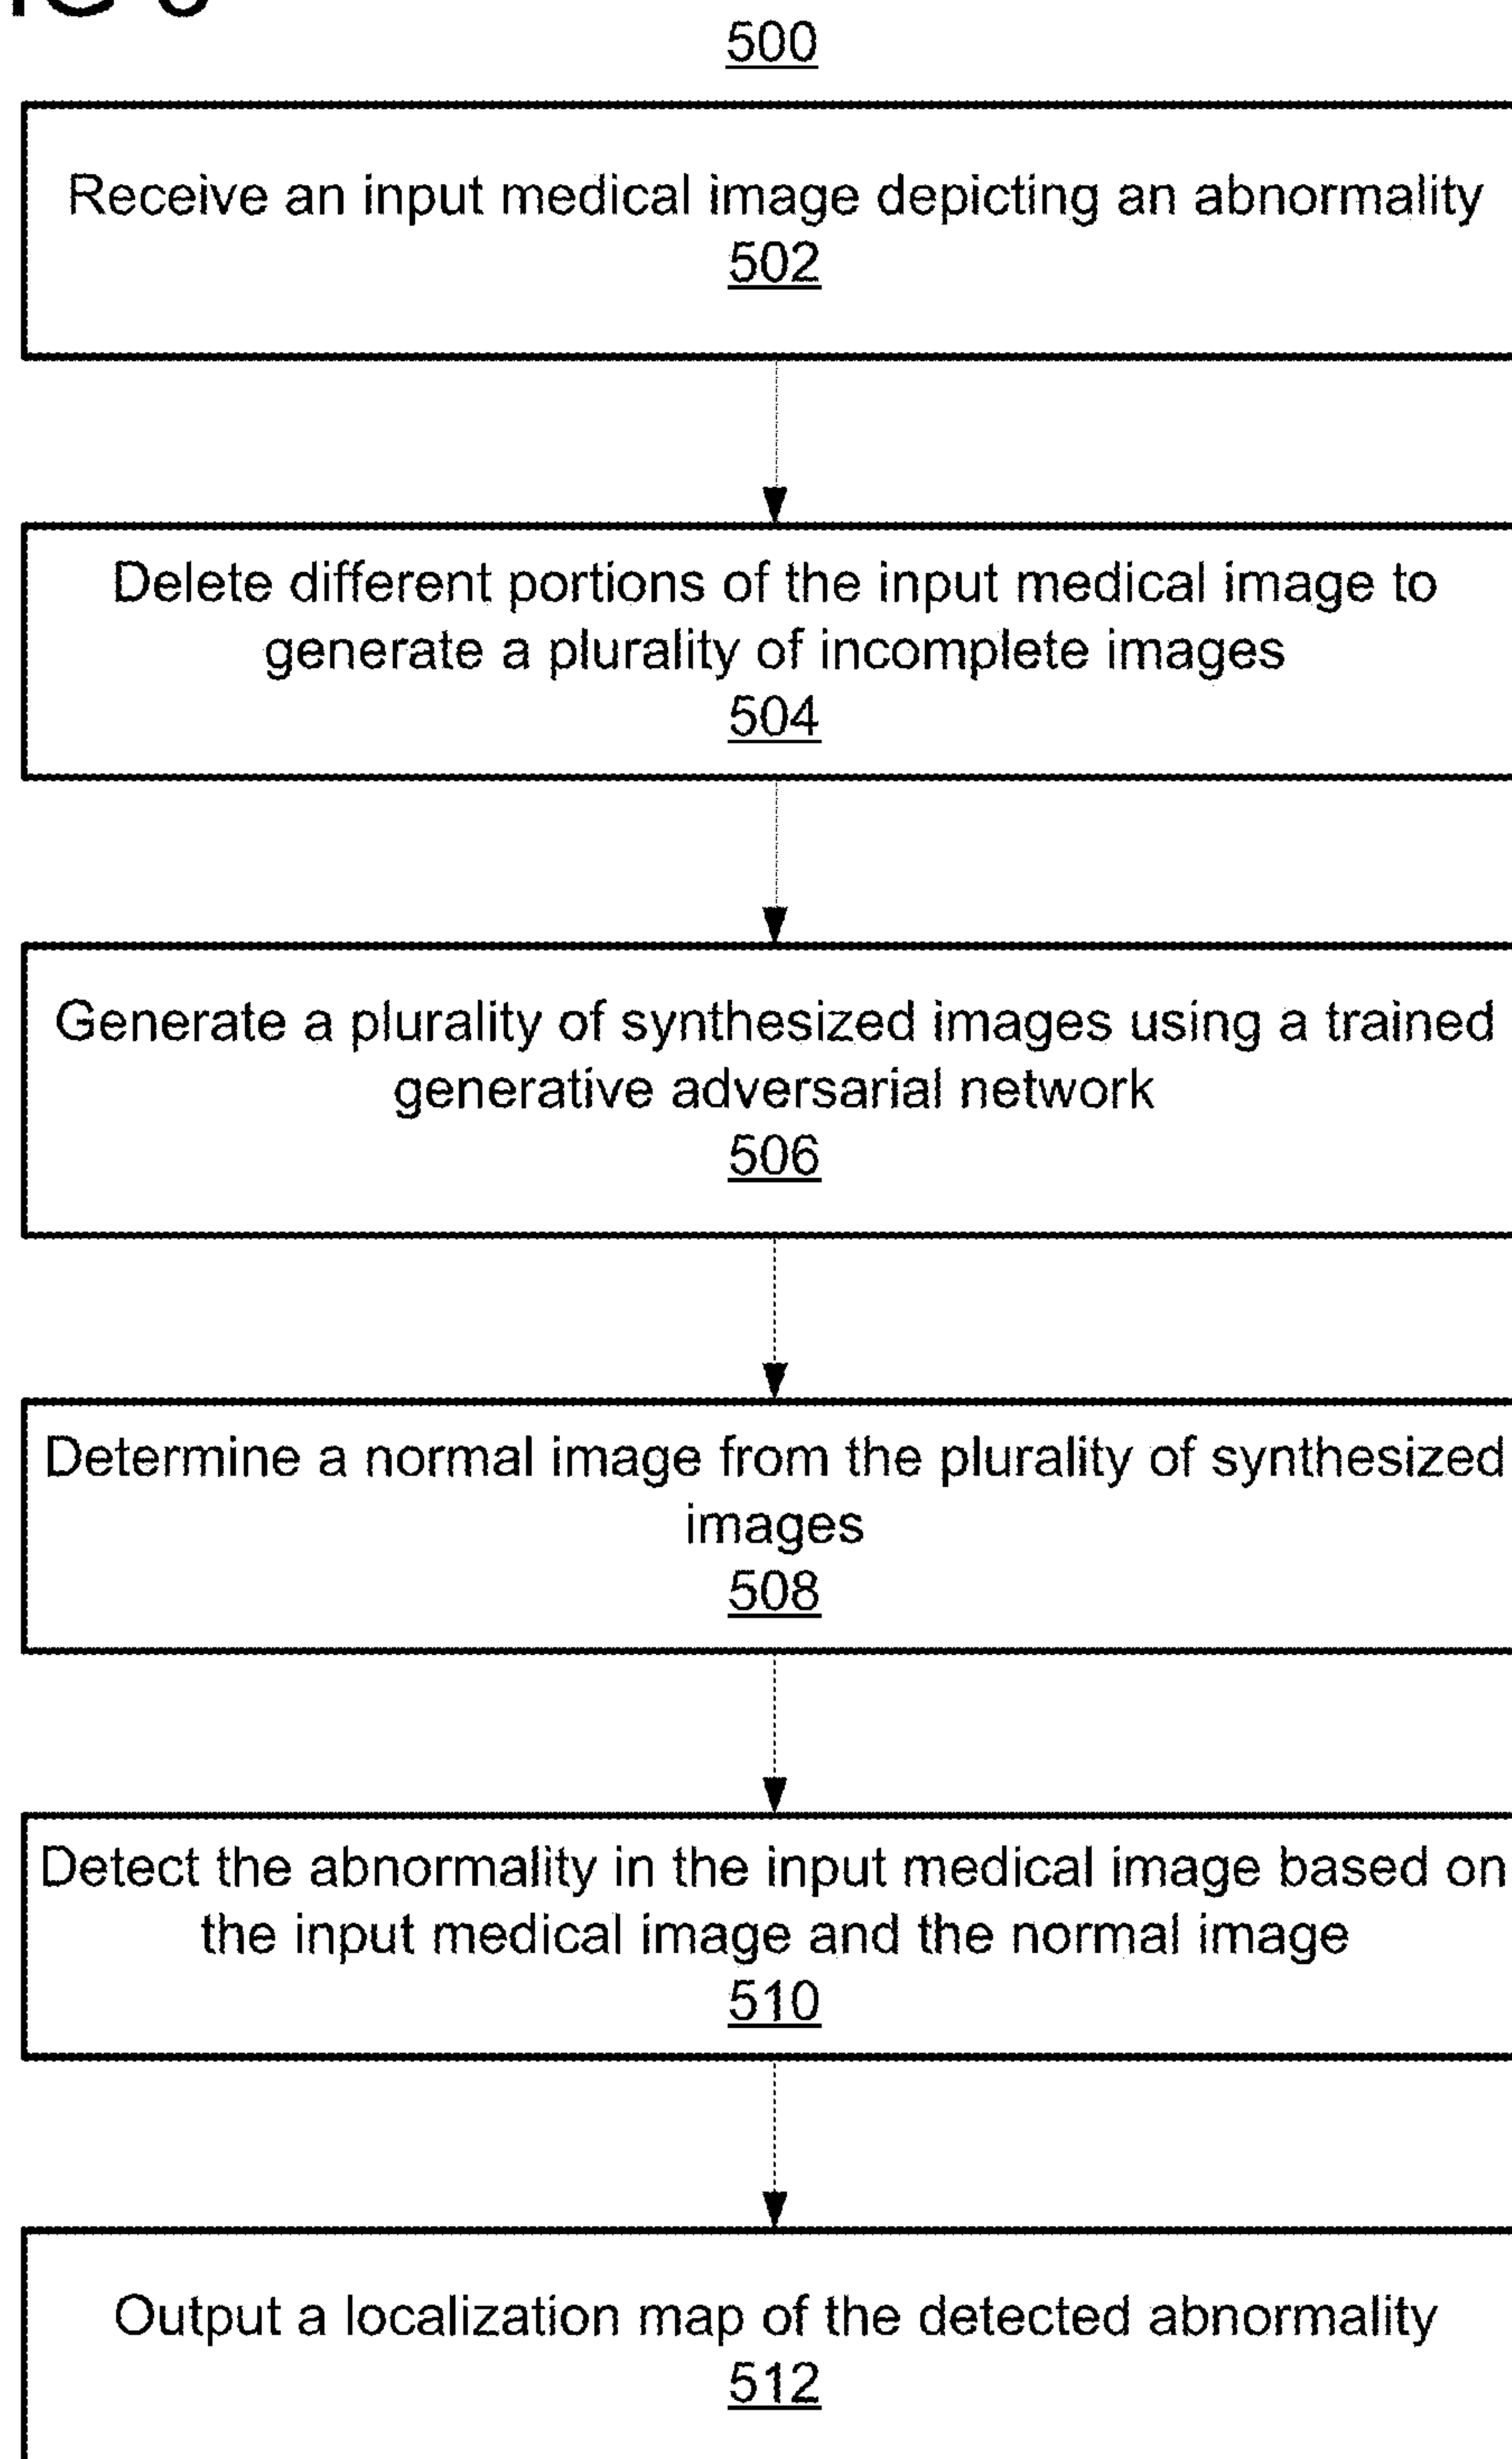 500
Receive an input medical image depicting an abnormality
502
Delete different portions of the input medical image to
generate a plurality of incomplete images
504
Generate a plurality of synthesized images using a trained
generative adversarial network
506
Determine a normal image from the plurality of synthesized
images
508
Detect the abnormality in the input medical image based on
the input medical image and the normal image
510
Output a localization map of the detected abnormality
512